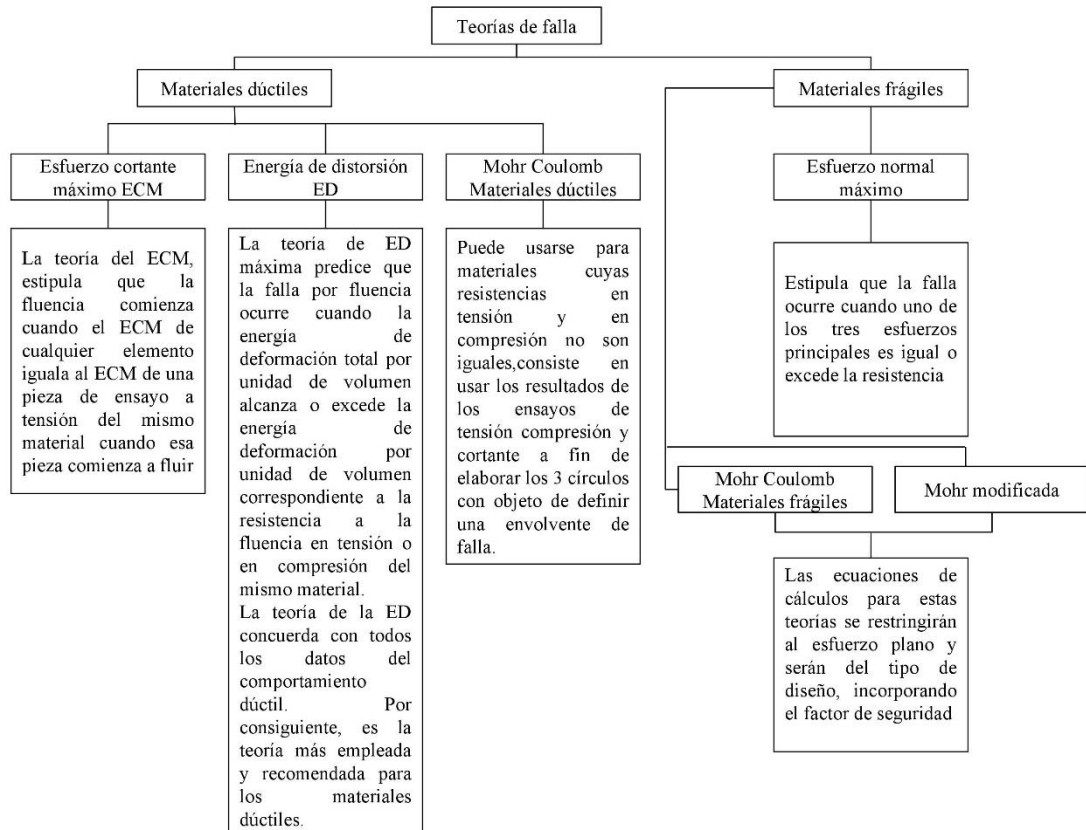 Teorías de falla
Materiales dúctiles
Materiales frágiles
Esfuerzo cortante
máximo ECM
Energía de distorsión
ED
Mohr Coulomb
Materiales dúctiles
Esfuerzo normal
máximo
La teoría del ECM,
estipula que la
fluencia comienza
cuando el ECM de
cualquier elemento
iguala al ECM de una
pieza de ensayo a
tensión del mismo
material cuando esa
pieza comienza a fluir
La teoría de ED
máxima predice que
la falla por fluencia
ocurre cuando la
energía de
deformación total por
unidad de volumen
alcanza o excede la
energía de
deformación por
unidad de volumen
correspondiente a la
resistencia a la
fluencia en tensión o
en compresión del
mismo material.
La teoría de la ED
concuerda con todos
los datos del
comportamiento
dúctil. Por
consiguiente, es la
teoría más empleada
y recomendada para
los materiales
dúctiles.
Puede usarse para
materiales cuyas
resistencias en
tensión y en
compresión no son
iguales,consiste en
usar los resultados de
los ensayos de
tensión compresión y
cortante a fin de
elaborar los 3 círculos
con objeto de definir
una envolvente de
falla.
Estipula que la falla
ocurre cuando uno de
los tres esfuerzos
principales es igual o
excede la resistencia
Mohr Coulomb
Materiales frágiles
Mohr modificada
Las ecuaciones de
cálculos para estas
teorías se restringirán
al esfuerzo plano y
serán del tipo de
diseño, incorporando
el factor de seguridad